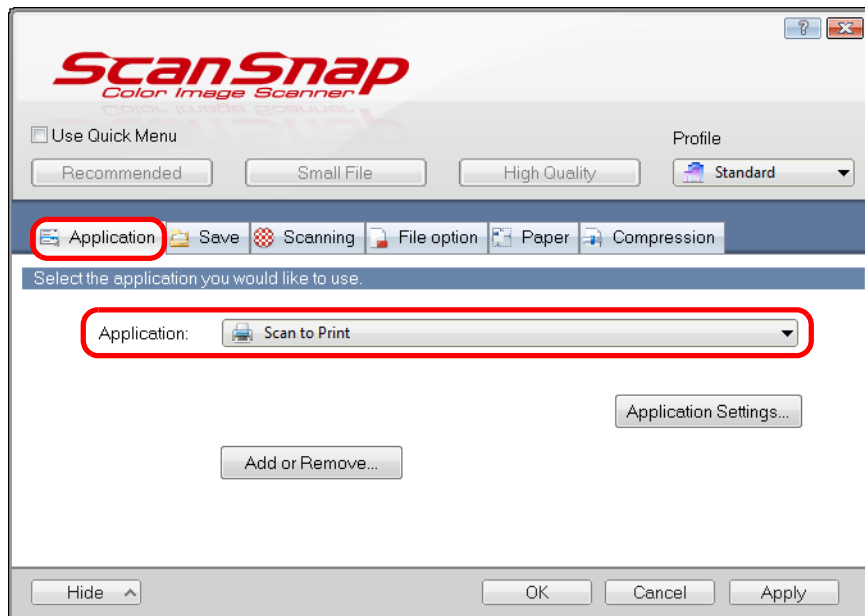 ScanSnap
Color Image Scanner
Use Quick Menu
Profile
Recommended Small File High Quality Standard
Application Save Scanning File option Paper Compression
Select the application you would like to use.
Application: Scan to Print
Application Settings...
Add or Remove...
Hide OK Cancel Apply